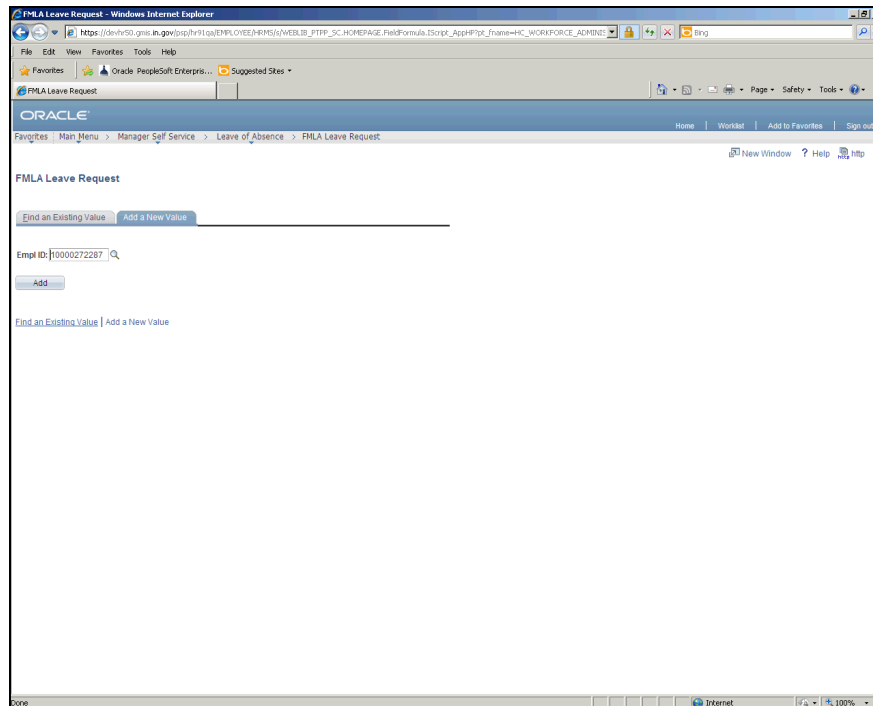 FMLA Leave Request - Windows Internet Explorer
https://devhr50.gmis.in.gov/psp/hr91qa/EMPLOYEE/HRMS/s/WEBLIB_PTPP_SC.HOMEPAGE.FieldFormula.IScript_AppHP?pt_fname=HC_WORKFORCE_ADMINIS
Bing
File Edit View Favorites Tools Help
Favorites Oracle PeopleSoft Enterpris... Suggested Sites
FMLA Leave Request
Page Safety Tools
ORACLE
Home | Worklist | Add to Favorites | Sign out
Favorites Main Menu > Manager Self Service > Leave of Absence > FMLA Leave Request
New Window ? Help http
FMLA Leave Request
Find an Existing Value Add a New Value
Empl ID: 10000272287
Add
Find an Existing Value | Add a New Value
Done
Internet
100%